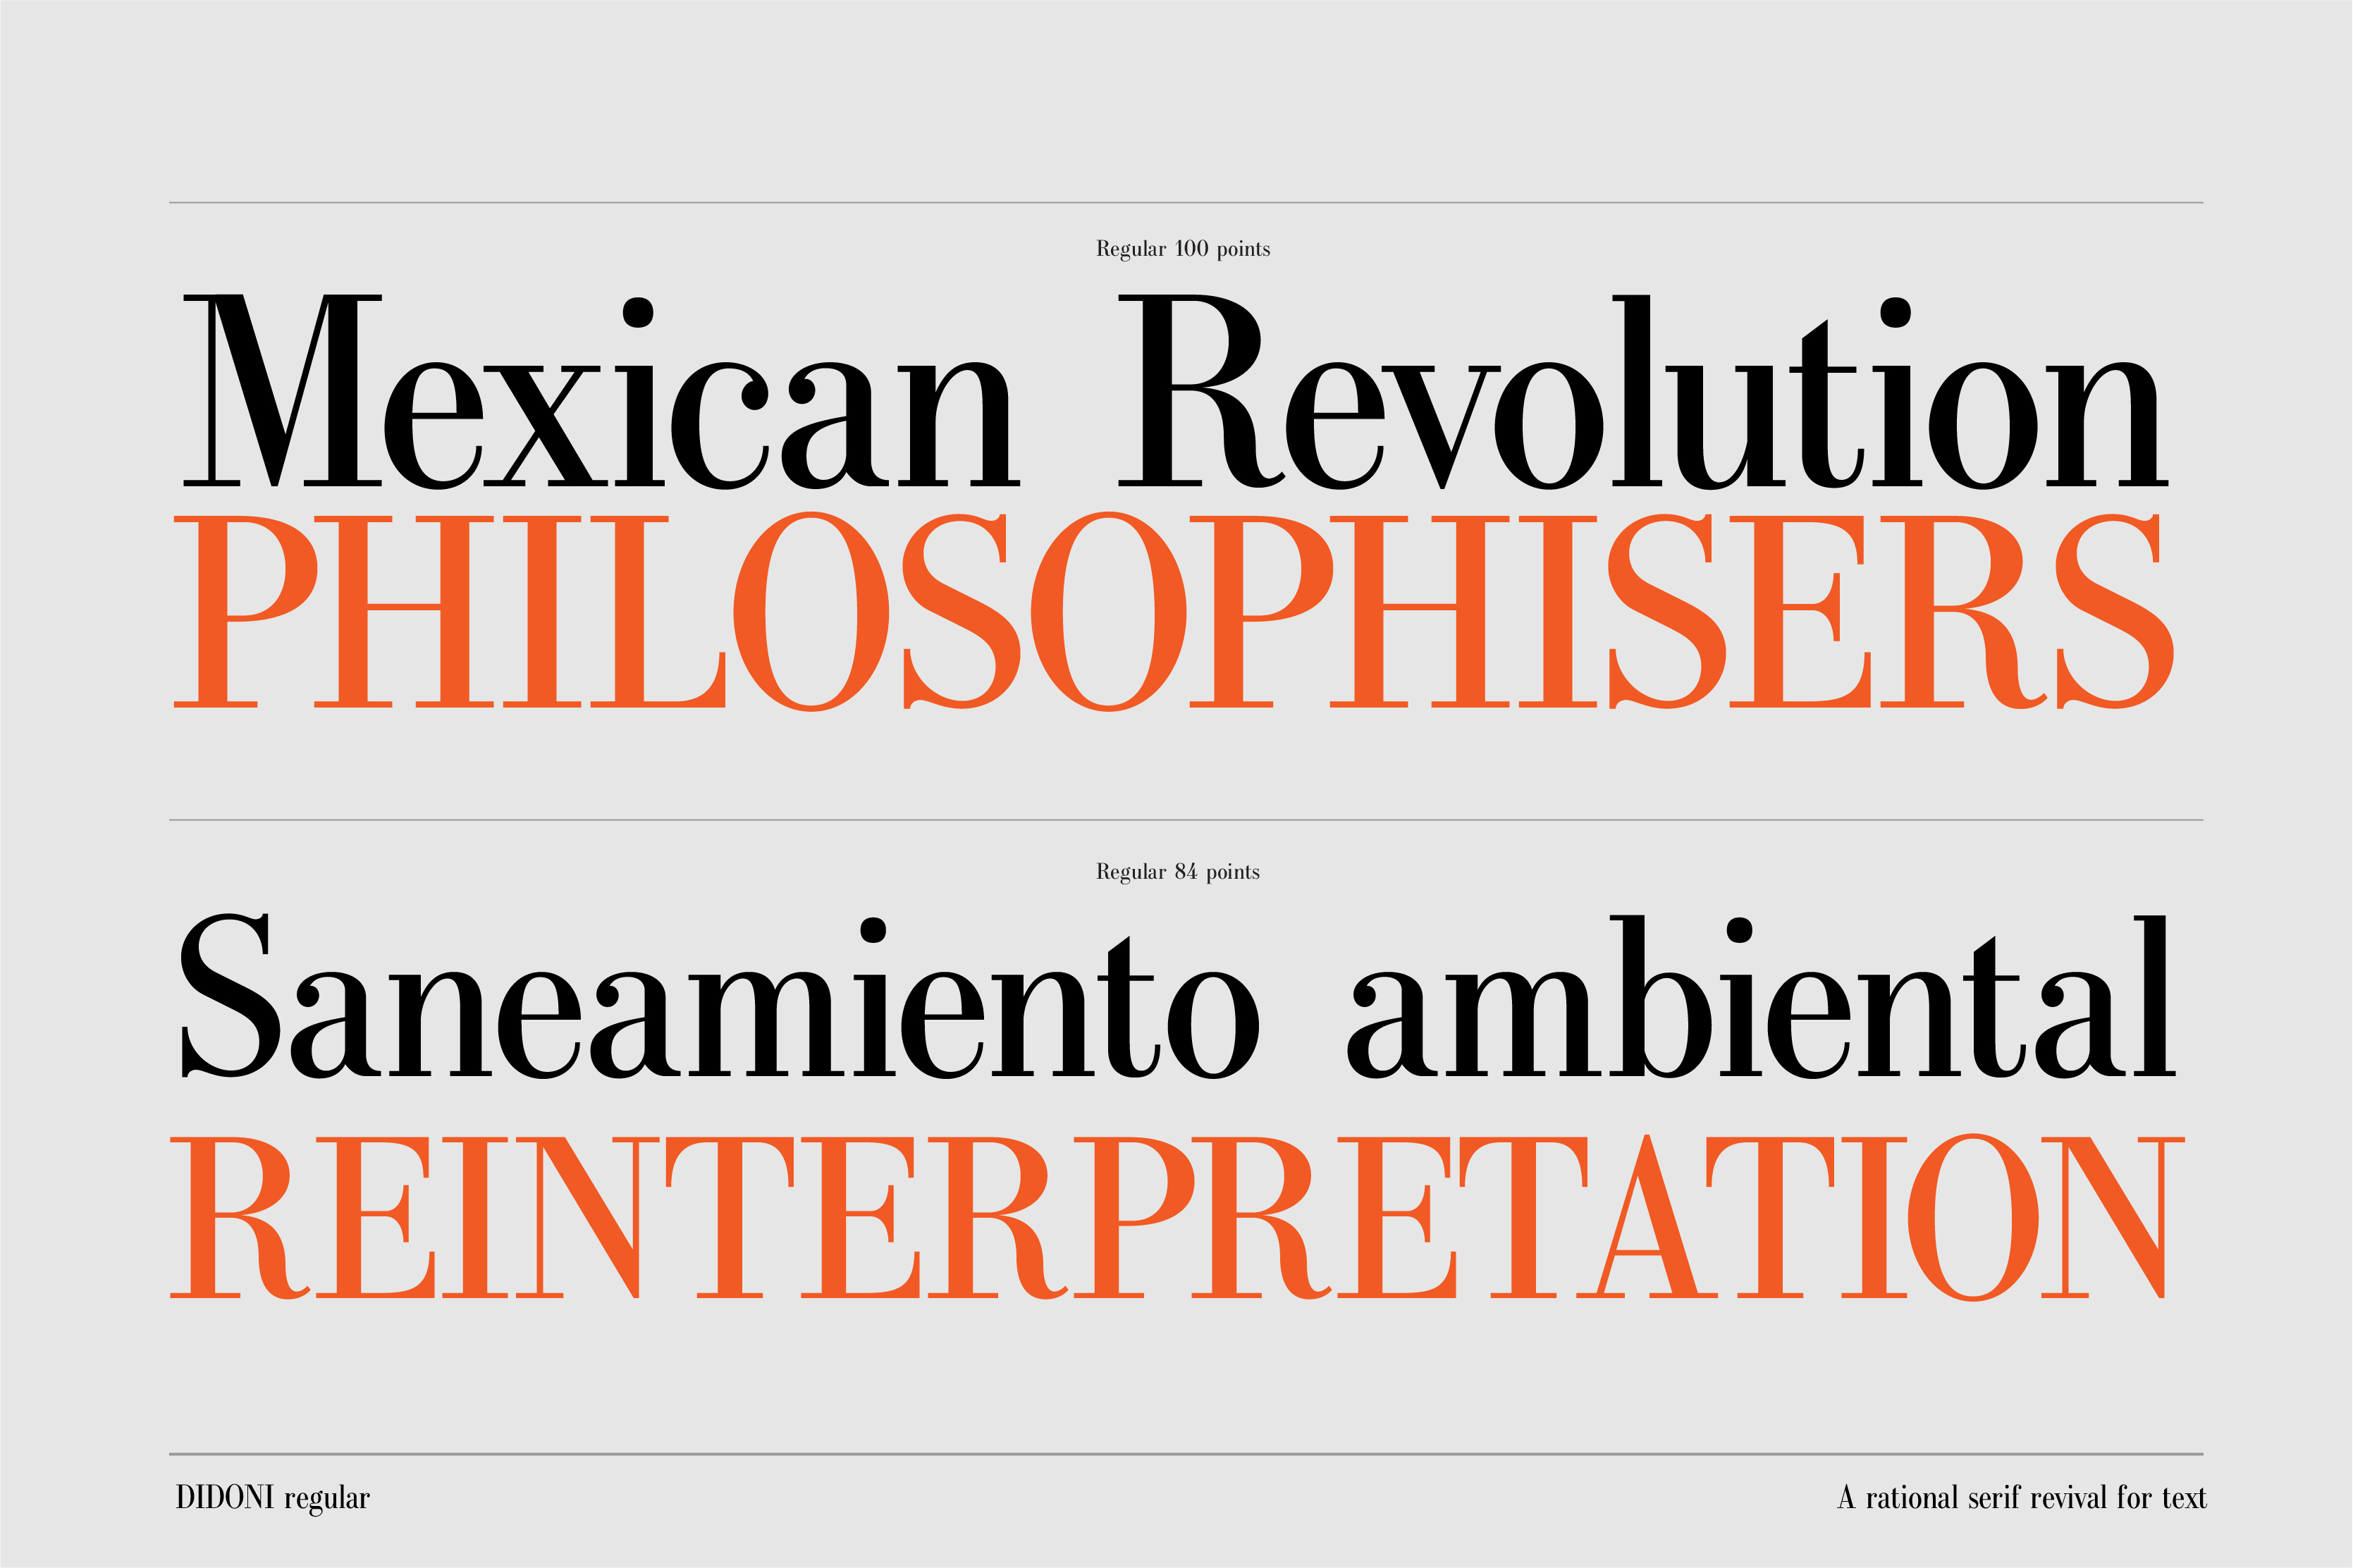 Regular 100 points
Mexican Revolution
PHILOSOPHISERS
Regular 84 points
Saneamiento ambiental
REINTERPRETATION
DIDONI regular
A rational serif revival for text